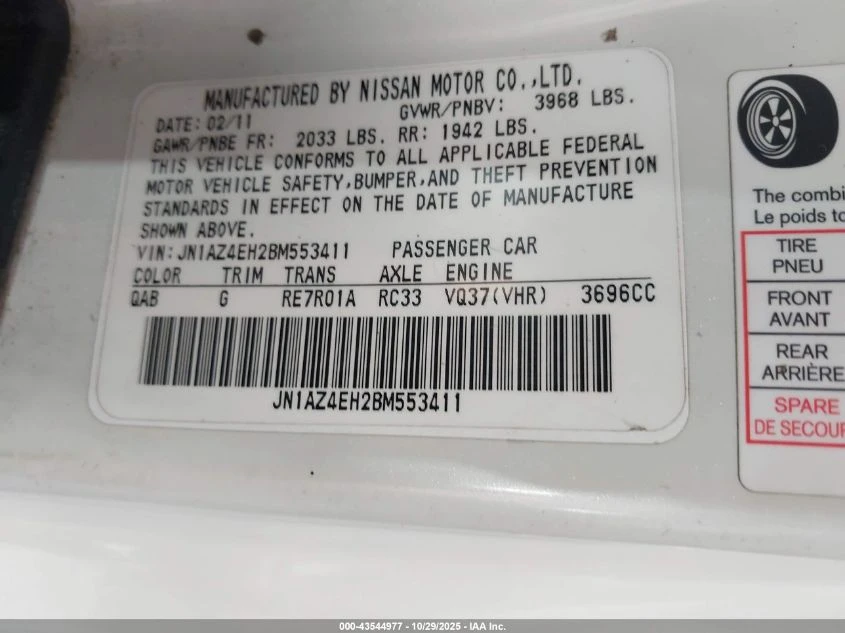 MANUFACTURED BY NISSAN MOTOR CO.,LTD.
DATE: 02/11 GVWR/PNBV: 3968 LBS.
GAWR/PNBE FR: 2033 LBS. RR: 1942 LBS.
THIS VEHICLE CONFORMS TO ALL APPLICABLE FEDERAL
MOTOR VEHICLE SAFETY,BUMPER,AND THEFT PREVENTION
STANDARDS IN EFFECT ON THE DATE OF MANUFACTURE
SHOWN ABOVE.
VIN:JN1AZ4EH2BM553411 PASSENGER CAR
COLOR TRIM TRANS AXLE ENGINE
QAB G RE7R01A RC33 VQ37(VHR) 3696CC
JN1AZ4EH2BM553411
The combi
Le poids to
TIRE
PNEU
FRONT
AVANT
REAR
ARRIÈRE
SPARE
DE SECOUR
000-43544977 - 10/29/2025 - IAA Inc.